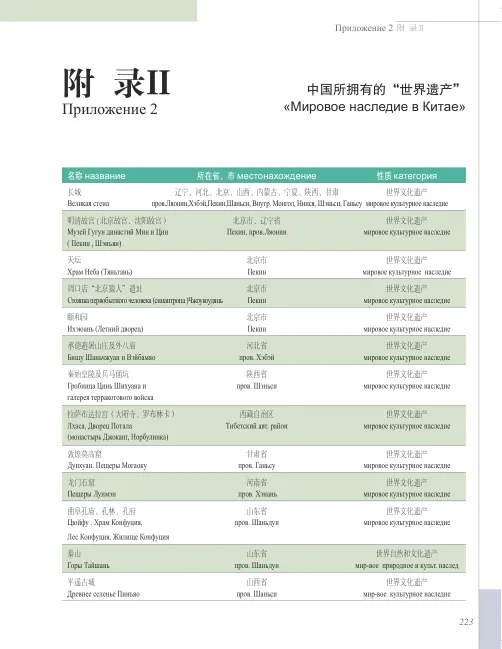 Приложение 2 附 录 II
附 录II
Приложение 2
中国所拥有的“世界遗产”
«Мировое наследие в Китае»
名称 название 所在省、市 местонахождение 性质 категория
长城 辽宁、河北、北京、山西、内蒙古、宁夏、陕西、甘肃 世界文化遗产
Великая стена пров.Ляонин,Хэбэй,Пекин,Шаньси, Внутр. Монгол, Нинся, Шэньси, Ганьсу мировое культурное наследие
明清故宫（北京故宫、沈阳故宫） 北京市、辽宁省 世界文化遗产
Музей Гугун династий Мин и Цин Пекин, пров.Ляонин мировое культурное наследие
( Пекин , Шэньян)
天坛 北京市 世界文化遗产
Храм Неба (Тяньтань) Пекин мировое культурное наследие
周口店“北京猿人”遗址 北京市 世界文化遗产
Стоянка первобытного человека (синантропа) Чжоукоудянь Пекин мировое культурное наследие
颐和园 北京市 世界文化遗产
Ихэюань (Летний дворец) Пекин мировое культурное наследие
承德避暑山庄及外八庙 河北省 世界文化遗产
Бишу Шаньчжуан и Вэйбамяо пров. Хэбэй мировое культурное наследие
秦始皇陵及兵马俑坑 陕西省 世界文化遗产
Гробница Цинь Шихуана и пров. Шэньси мировое культурное наследие
галерея терракотового войска
拉萨布达拉宫（大昭寺、罗布林卡） 西藏自治区 世界文化遗产
Лхаса, Дворец Потала Тибетский авт. район мировое культурное наследие
(монастырь Джоканг, Норбулинка)
敦煌莫高窟 甘肃省 世界文化遗产
Дунхуан. Пещеры Могаоку пров. Ганьсу мировое культурное наследие
龙门石窟 河南省 世界文化遗产
Пещеры Лунмэн пров. Хэнань мировое культурное наследие
曲阜孔庙、孔林、孔府 山东省 世界文化遗产
Цюйфу . Храм Конфуция, пров. Шаньдун мировое культурное наследие
Лес Конфуция, Жилище Конфуция
泰山 山东省 世界自然和文化遗产
Горы Тайшань пров. Шаньдун мир-вое природное и культ. наслед
平遥古城 山西省 世界文化遗产
Древнее селенье Пинъяо пров. Шаньси мир-вое культурное наследие
223